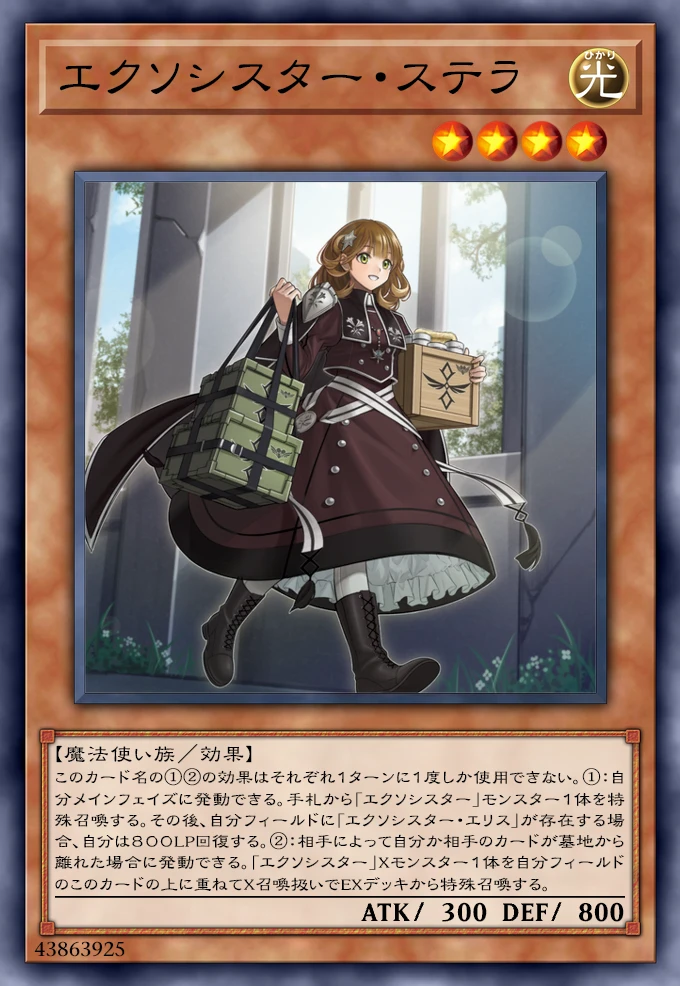 エクソシスター・ステラ
ひかり
光
【魔法使い族／効果】
このカード名の①②の効果はそれぞれ1ターンに1度しか使用できない。①：自
分メインフェイズに発動できる。手札から「エクソシスター」モンスター1体を特
殊召喚する。その後、自分フィールドに「エクソシスター・エリス」が存在する場
合、自分は800LP回復する。②：相手によって自分か相手のカードが墓地から
離れた場合に発動できる。「エクソシスター」Xモンスター1体を自分フィールド
のこのカードの上に重ねてX召喚扱いでEXデッキから特殊召喚する。
ATK/ 300 DEF/ 800
43863925